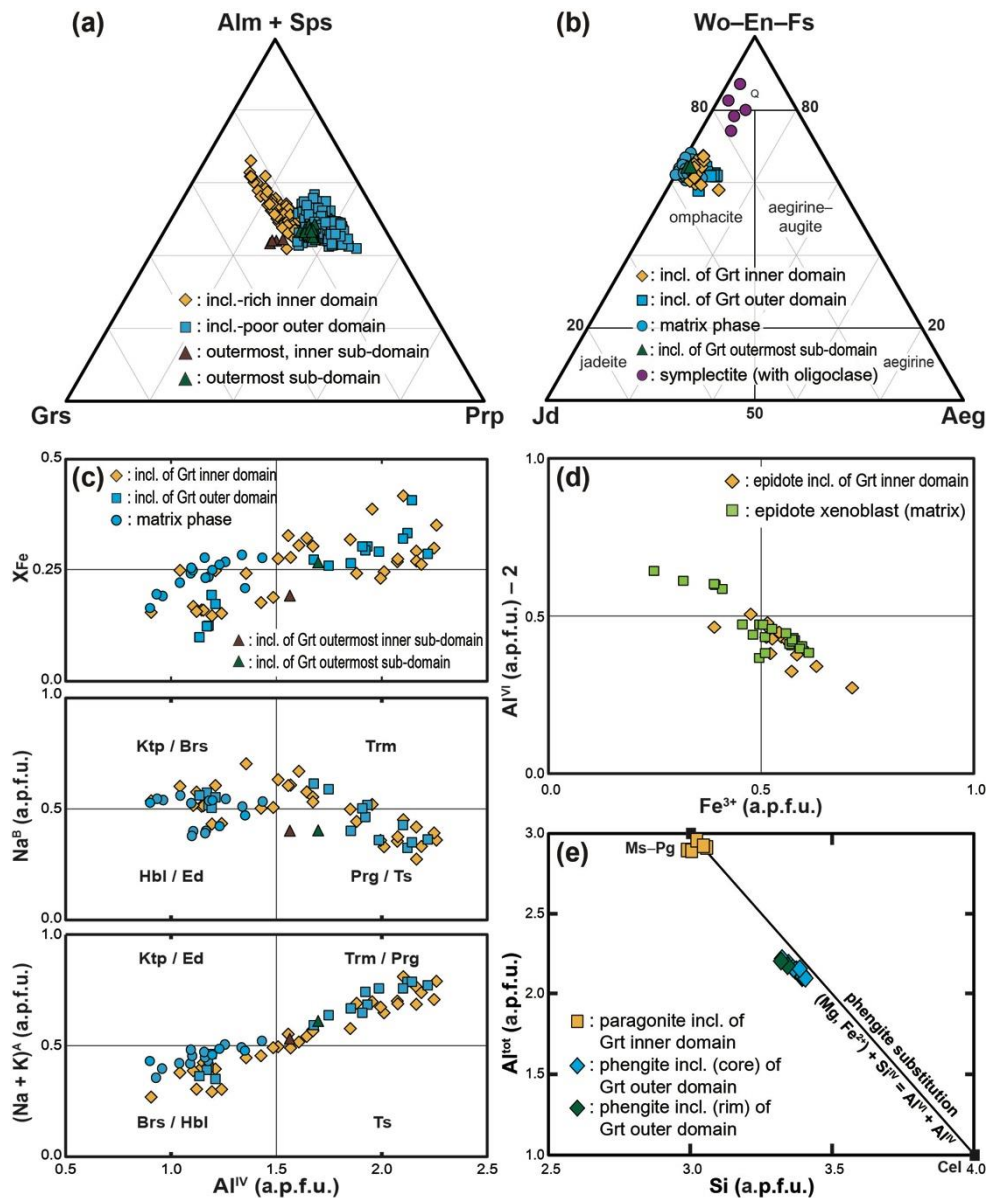 (a)
Alm + Sps
: incl.-rich inner domain
: incl.-poor outer domain
: outermost, inner sub-domain
: outermost sub-domain
Grs
Prp
(b)
Wo–En–Fs
Q
80
80
omphacite
aegirine–
augite
: incl. of Grt inner domain
: incl. of Grt outer domain
: matrix phase
: incl. of Grt outermost sub-domain
: symplectite (with oligoclase)
20
20
jadeite
aegirine
Jd
50
Aeg
(c)
0.5
: incl. of Grt inner domain
: incl. of Grt outer domain
: matrix phase
XFe
0.25
: incl. of Grt outermost inner sub-domain
: incl. of Grt outermost sub-domain
0.0
1.0
Ktp / Brs
Trm
NaB (a.p.f.u.)
0.5
Hbl / Ed
Prg / Ts
0.0
1.0
Ktp / Ed
Trm / Prg
(Na + K)A (a.p.f.u.)
0.5
Brs / Hbl
Ts
0.0
0.5
1.0
1.5
2.0
2.5
AlIV (a.p.f.u.)
(d)
1.0
: epidote incl. of Grt inner domain
: epidote xenoblast (matrix)
AlVI (a.p.f.u.) – 2
0.5
0.0
0.0
0.5
1.0
Fe3+ (a.p.f.u.)
(e)
3.0
Ms–Pg
2.5
Altot (a.p.f.u.)
2.0
phengite substitution
(Mg, Fe2+) + SiIV = AlVI + AlIV
: paragonite incl. of
Grt inner domain
: phengite incl. (core) of
Grt outer domain
: phengite incl. (rim) of
Grt outer domain
1.5
1.0
Cel
2.5
3.0
3.5
4.0
Si (a.p.f.u.)